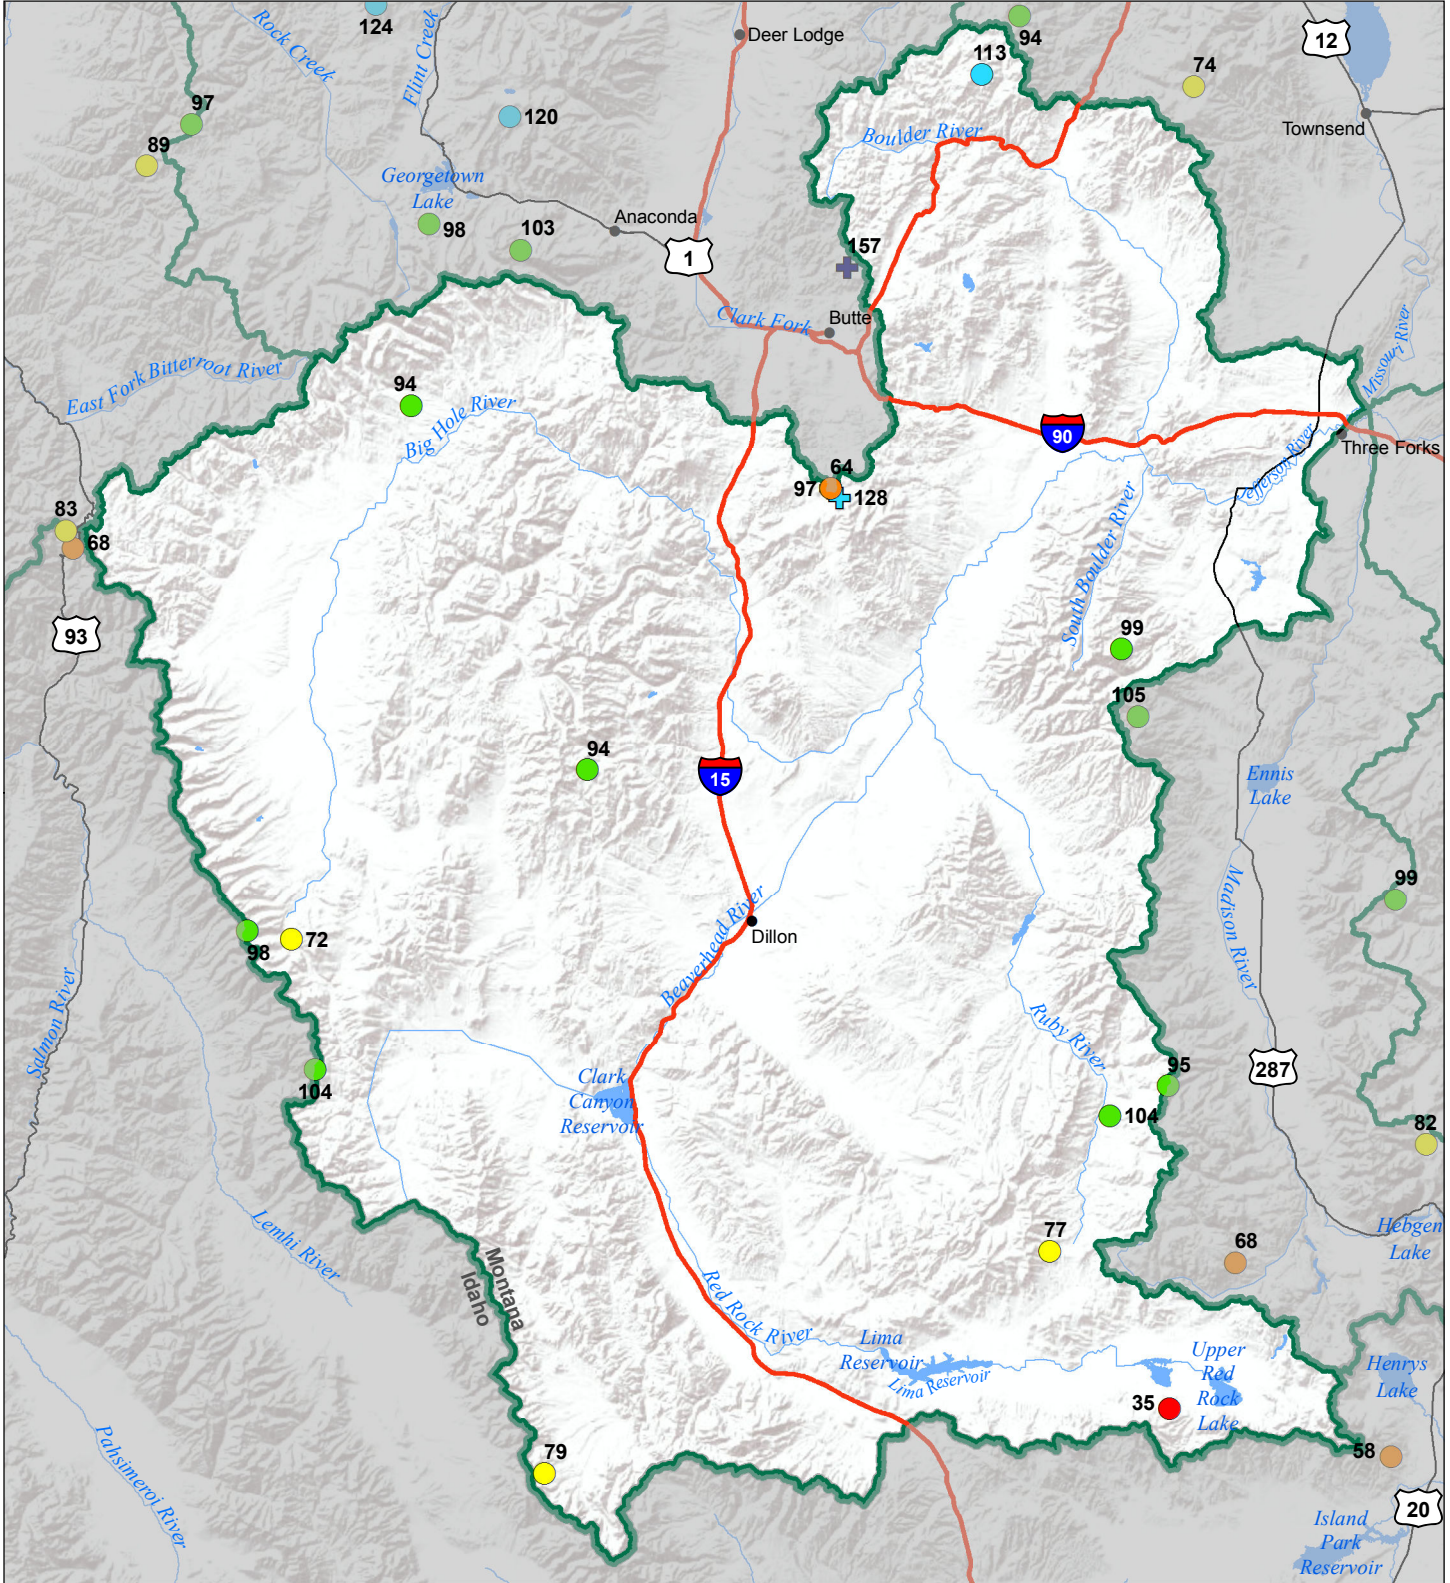 124
Rock Creek
Flint Creek
Deer Lodge
94
12
113
74
97
120
Townsend
Boulder River
89
Georgetown
Lake
98
103
Anaconda
1
157
Clark Fork
Butte
Missouri River
East Fork Bitterroot River
94
Big Hole River
90
Three Forks
Jefferson River
64
97
128
83
68
South Boulder River
93
99
105
94
15
Ennis
Lake
Madison River
99
Beaverhead River
Dillon
98
72
Salmon River
Ruby River
287
95
104
104
Clark
Canyon
Reservoir
82
Lemhi River
Hebgen
Lake
77
68
Montana
Idaho
Red Rock River
Lima
Reservoir
Lima Reservoir
Upper
Red
Rock
Lake
Henrys
Lake
35
Pahsimeroi River
79
58
20
Island
Park
Reservoir